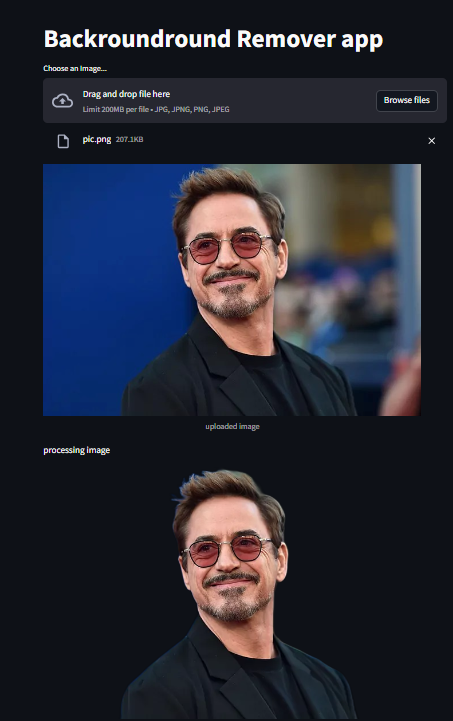 Backroundround Remover app
Choose an Image...
Drag and drop file here
Limit 200MB per file • JPG, JPNG, PNG, JPEG
Browse files
pic.png 207.1KB
uploaded image
processing image